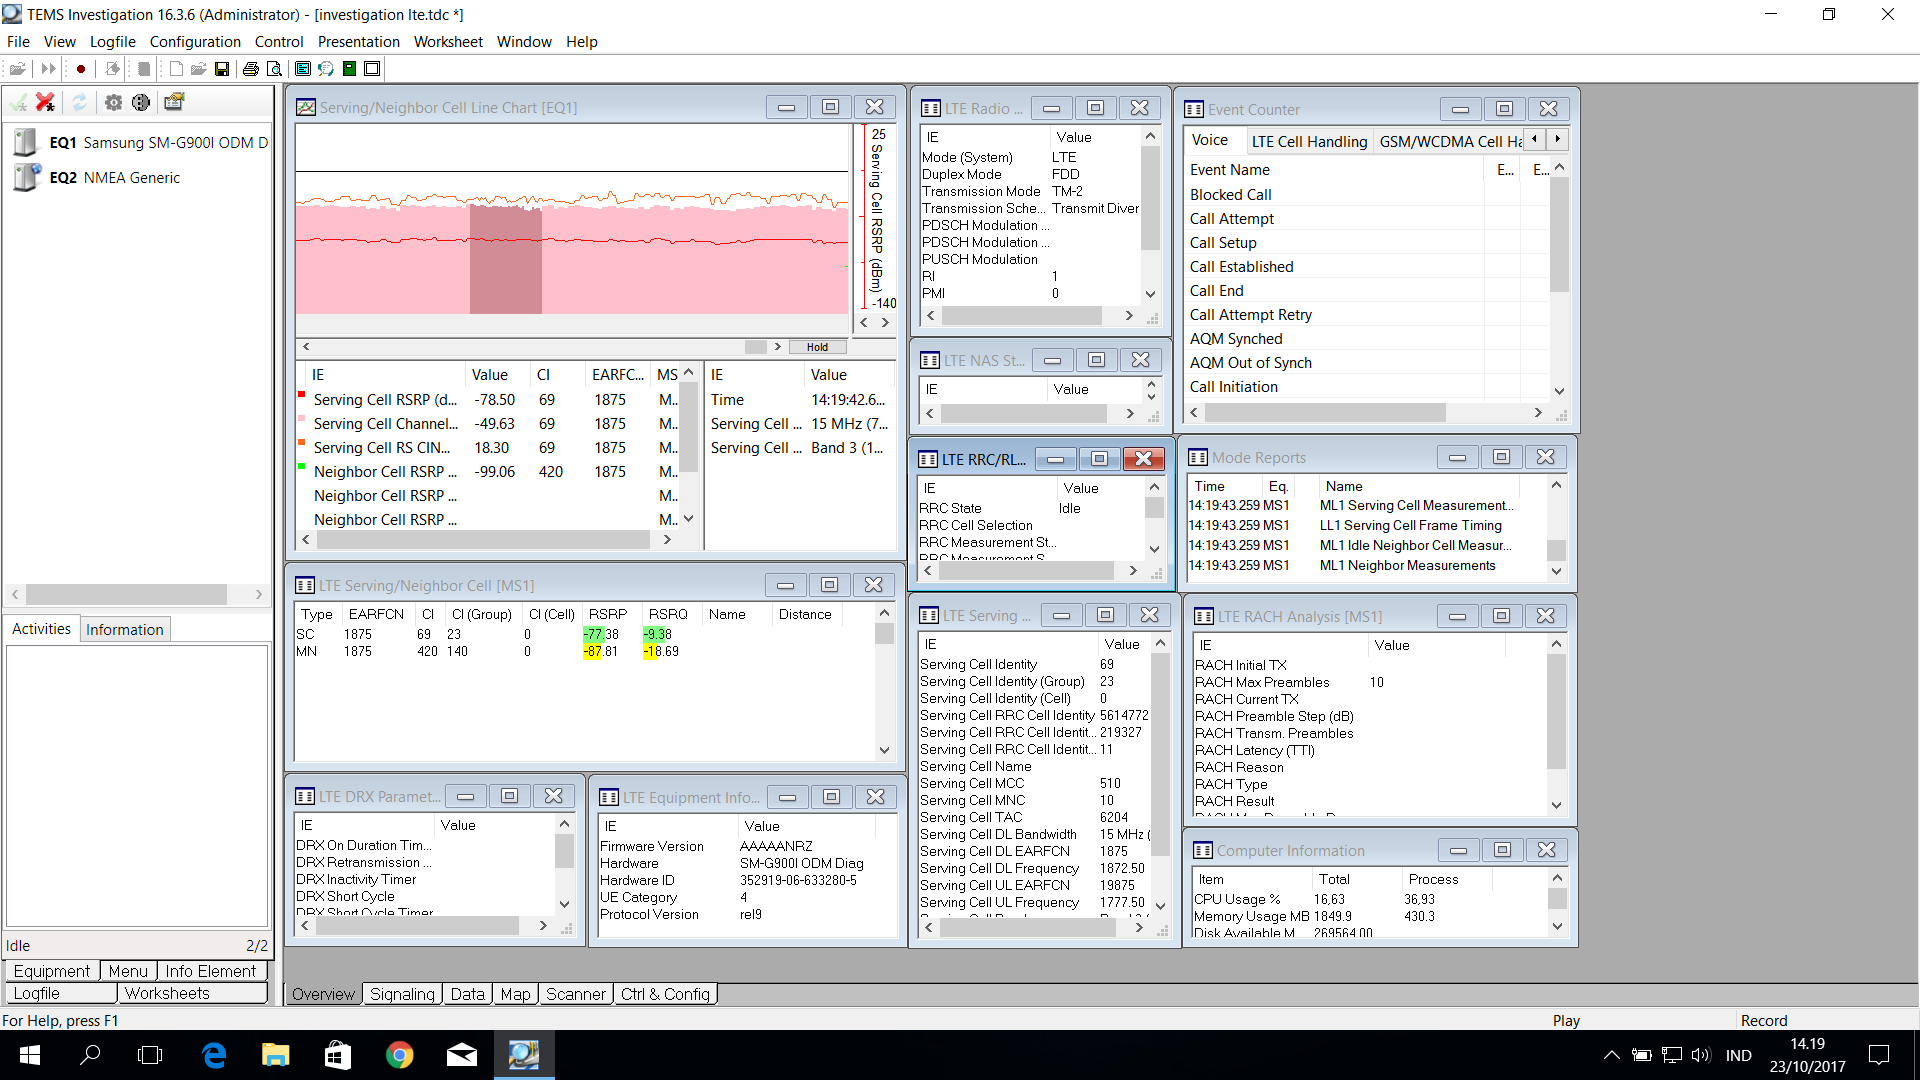 TEMS Investigation 16.3.6 (Administrator) - [investigation lte.tdc *]
File View Logfile Configuration Control Presentation Worksheet Window Help
EQ1 Samsung SM-G900I ODM D
EQ2 NMEA Generic
Activities Information
Idle 2/2
Equipment Menu Info Element
Logfile Worksheets
Serving/Neighbor Cell Line Chart [EQ1]
25
Serving Cell RSRP (dBm)
-140
Hold
IE Value CI EARFC... MS
Serving Cell RSRP (d... -78.50 69 1875 M..
Serving Cell Channel... -49.63 69 1875 M..
Serving Cell RS CIN... 18.30 69 1875 M..
Neighbor Cell RSRP ... -99.06 420 1875 M..
Neighbor Cell RSRP ... M..
Neighbor Cell RSRP ... M..
IE Value
Time 14:19:42.6...
Serving Cell ... 15 MHz (7...
Serving Cell ... Band 3 (1...
LTE Serving/Neighbor Cell [MS1]
Type EARFCN CI CI (Group) CI (Cell) RSRP RSRQ Name Distance
SC 1875 69 23 0 -77.38 -9.38
MN 1875 420 140 0 -87.81 -18.69
LTE DRX Paramet...
IE Value
DRX On Duration Tim...
DRX Retransmission ...
DRX Inactivity Timer
DRX Short Cycle
DRX Short Cycle Timer
LTE Equipment Info...
IE Value
Firmware Version AAAAANRZ
Hardware SM-G900I ODM Diag
Hardware ID 352919-06-633280-5
UE Category 4
Protocol Version rel9
LTE Radio ...
IE Value
Mode (System) LTE
Duplex Mode FDD
Transmission Mode TM-2
Transmission Sche... Transmit Diver
PDSCH Modulation ...
PDSCH Modulation ...
PUSCH Modulation
RI 1
PMI 0
LTE NAS St...
IE Value
LTE RRC/RL...
IE Value
RRC State Idle
RRC Cell Selection
RRC Measurement St...
RRC Measurement S
LTE Serving ...
IE Value
Serving Cell Identity 69
Serving Cell Identity (Group) 23
Serving Cell Identity (Cell) 0
Serving Cell RRC Cell Identity 5614772
Serving Cell RRC Cell Identit... 219327
Serving Cell RRC Cell Identit... 11
Serving Cell Name
Serving Cell MCC 510
Serving Cell MNC 10
Serving Cell TAC 6204
Serving Cell DL Bandwidth 15 MHz (
Serving Cell DL EARFCN 1875
Serving Cell DL Frequency 1872.50
Serving Cell UL EARFCN 19875
Serving Cell UL Frequency 1777.50
Event Counter
Voice LTE Cell Handling GSM/WCDMA Cell Ha
Event Name E... E...
Blocked Call
Call Attempt
Call Setup
Call Established
Call End
Call Attempt Retry
AQM Synched
AQM Out of Synch
Call Initiation
Mode Reports
Time Eq. Name
14:19:43.259 MS1 ML1 Serving Cell Measurement...
14:19:43.259 MS1 LL1 Serving Cell Frame Timing
14:19:43.259 MS1 ML1 Idle Neighbor Cell Measur...
14:19:43.259 MS1 ML1 Neighbor Measurements
LTE RACH Analysis [MS1]
IE Value
RACH Initial TX
RACH Max Preambles 10
RACH Current TX
RACH Preamble Step (dB)
RACH Transm. Preambles
RACH Latency (TTI)
RACH Reason
RACH Type
RACH Result
Computer Information
Item Total Process
CPU Usage % 16,63 36,93
Memory Usage MB 1849.9 430.3
Disk Available M... 269564.00
Overview Signaling Data Map Scanner Ctrl & Config
For Help, press F1 Play Record
IND
14.19
23/10/2017